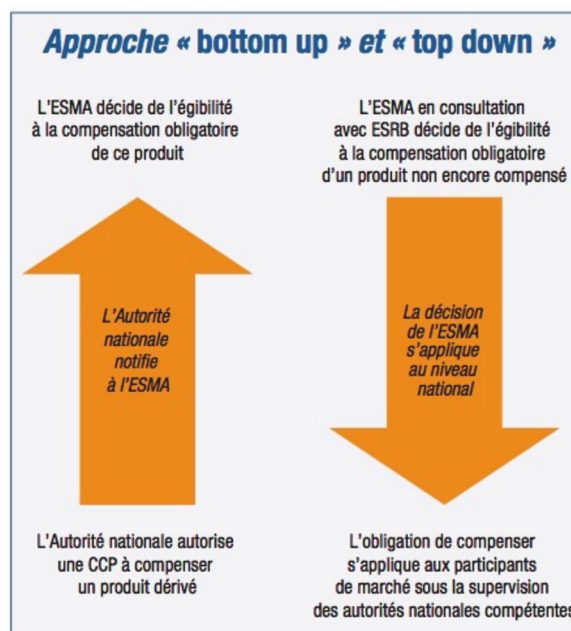 Approche « bottom up » et « top down »
L'ESMA décide de l'égibilité
à la compensation obligatoire
de ce produit
L'Autorité
nationale
notifie
à l'ESMA
L'Autorité nationale autorise
une CCP à compenser
un produit dérivé
L'ESMA en consultation
avec ESRB décide de l'égibilité
à la compensation obligatoire
d'un produit non encore compensé
La décision
de l'ESMA
s'applique
au niveau
national
L'obligation de compenser
s'applique aux participants
de marché sous la supervision
des autorités nationales compétentes